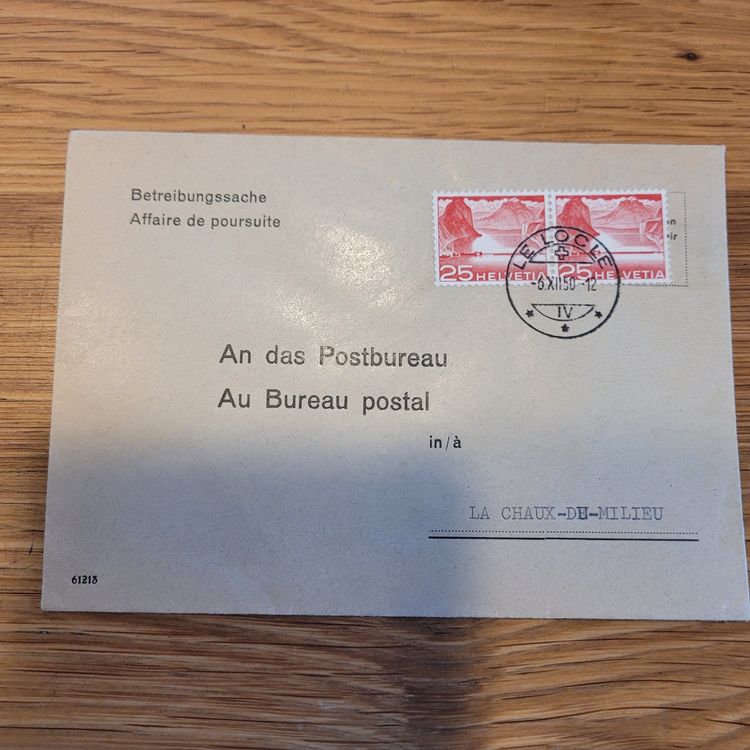 Betreibungssache
Affaire de poursuite
25 HELVETIA 25 HELVETIA
LE LOCLE
-6.XII.50-12
IV
An das Postbureau
Au Bureau postal
in/à
LA CHAUX-DU-MILIEU
61213